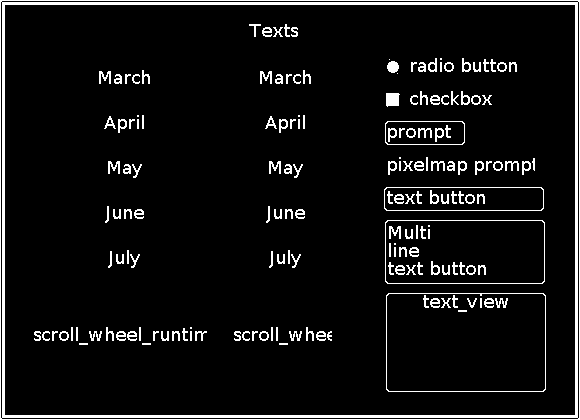 Texts
March
April
May
June
July
scroll_wheel_runtim
March
April
May
June
July
scroll_whee
radio button
checkbox
prompt
pixelmap prompt
text button
Multi
line
text button
text_view